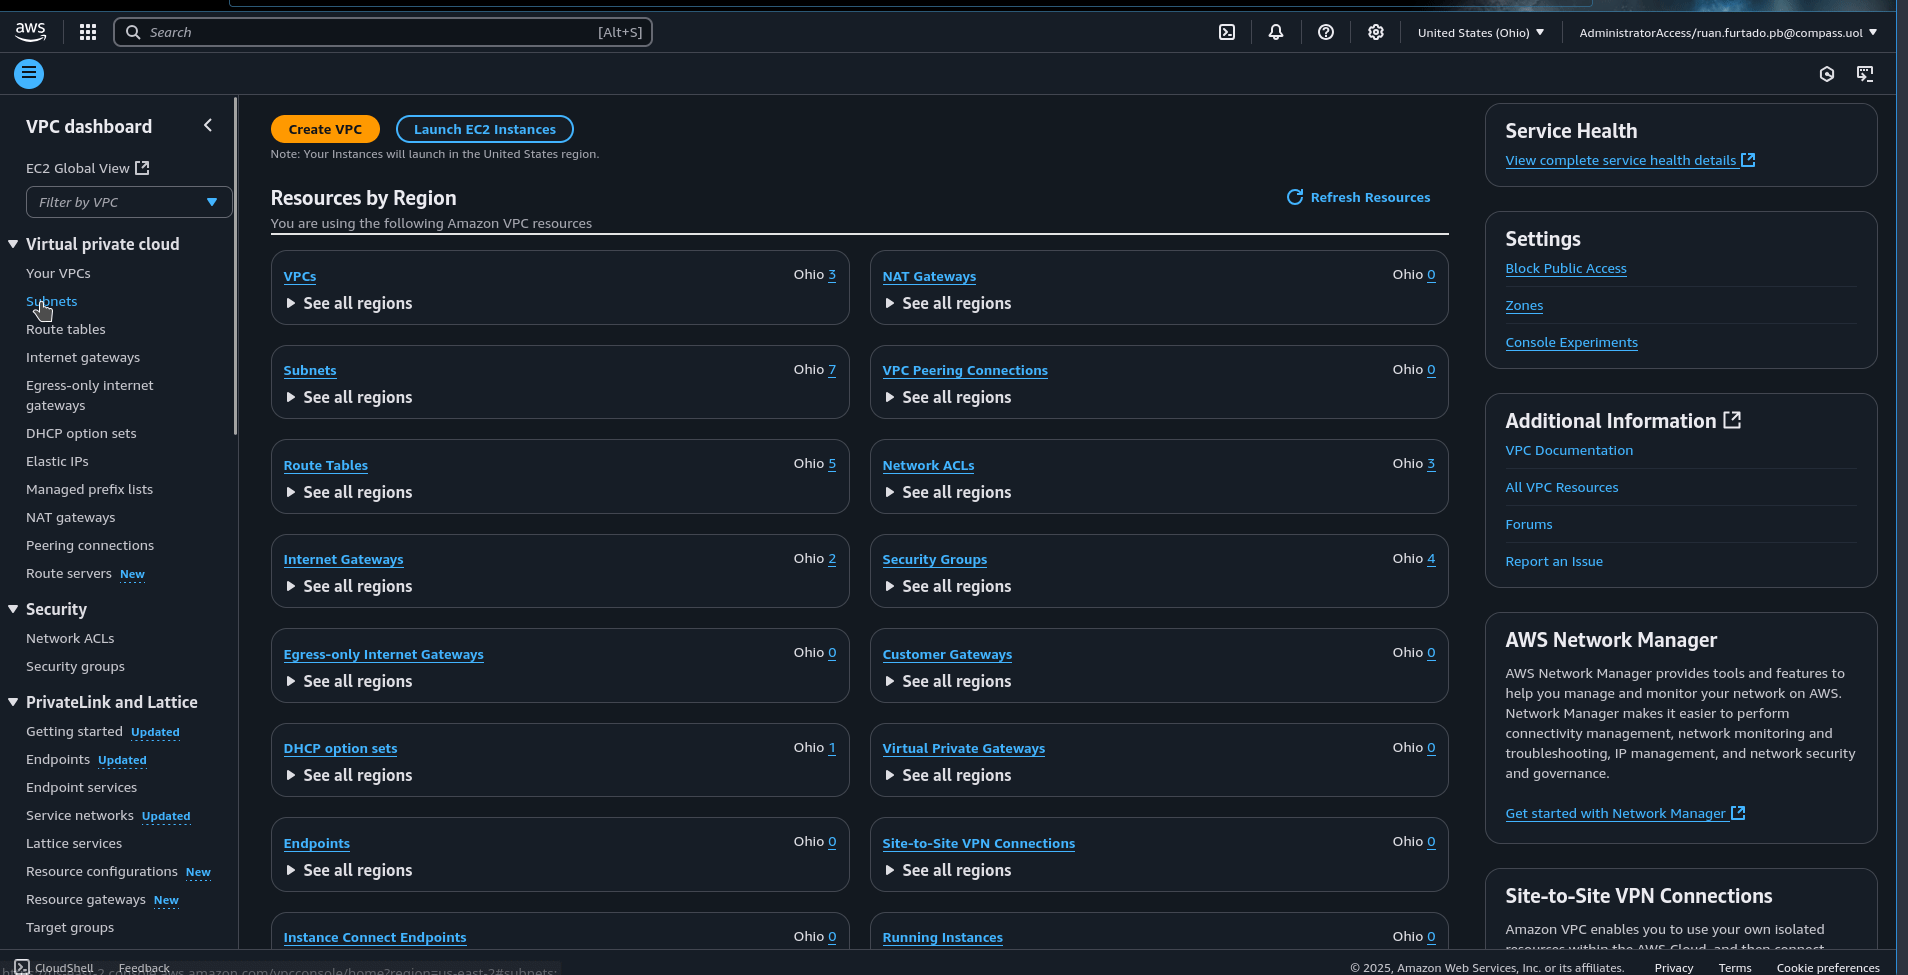 aws
Search
[Alt+S]
United States (Ohio)
AdministratorAccess/ruan.furtado.pb@compass.uol
VPC dashboard
EC2 Global View
Filter by VPC
Virtual private cloud
Your VPCs
Subnets
Route tables
Internet gateways
Egress-only internet
gateways
DHCP option sets
Elastic IPs
Managed prefix lists
NAT gateways
Peering connections
Route servers New
Security
Network ACLs
Security groups
PrivateLink and Lattice
Getting started Updated
Endpoints Updated
Endpoint services
Service networks Updated
Lattice services
Resource configurations New
Resource gateways New
Target groups
Create VPC
Launch EC2 Instances
Note: Your Instances will launch in the United States region.
Resources by Region
Refresh Resources
You are using the following Amazon VPC resources
VPCs Ohio 3
See all regions
NAT Gateways Ohio 0
See all regions
Subnets Ohio 7
See all regions
VPC Peering Connections Ohio 0
See all regions
Route Tables Ohio 5
See all regions
Network ACLs Ohio 3
See all regions
Internet Gateways Ohio 2
See all regions
Security Groups Ohio 4
See all regions
Egress-only Internet Gateways Ohio 0
See all regions
Customer Gateways Ohio 0
See all regions
DHCP option sets Ohio 1
See all regions
Virtual Private Gateways Ohio 0
See all regions
Endpoints Ohio 0
See all regions
Site-to-Site VPN Connections Ohio 0
See all regions
Instance Connect Endpoints Ohio 0
Running Instances Ohio 0
Service Health
View complete service health details
Settings
Block Public Access
Zones
Console Experiments
Additional Information
VPC Documentation
All VPC Resources
Forums
Report an Issue
AWS Network Manager
AWS Network Manager provides tools and features to
help you manage and monitor your network on AWS.
Network Manager makes it easier to perform
connectivity management, network monitoring and
troubleshooting, IP management, and network security
and governance.
Get started with Network Manager
Site-to-Site VPN Connections
Amazon VPC enables you to use your own isolated
resources within the AWS Cloud, and then connect
CloudShell
Feedback
© 2025, Amazon Web Services, Inc. or its affiliates.
Privacy
Terms
Cookie preferences